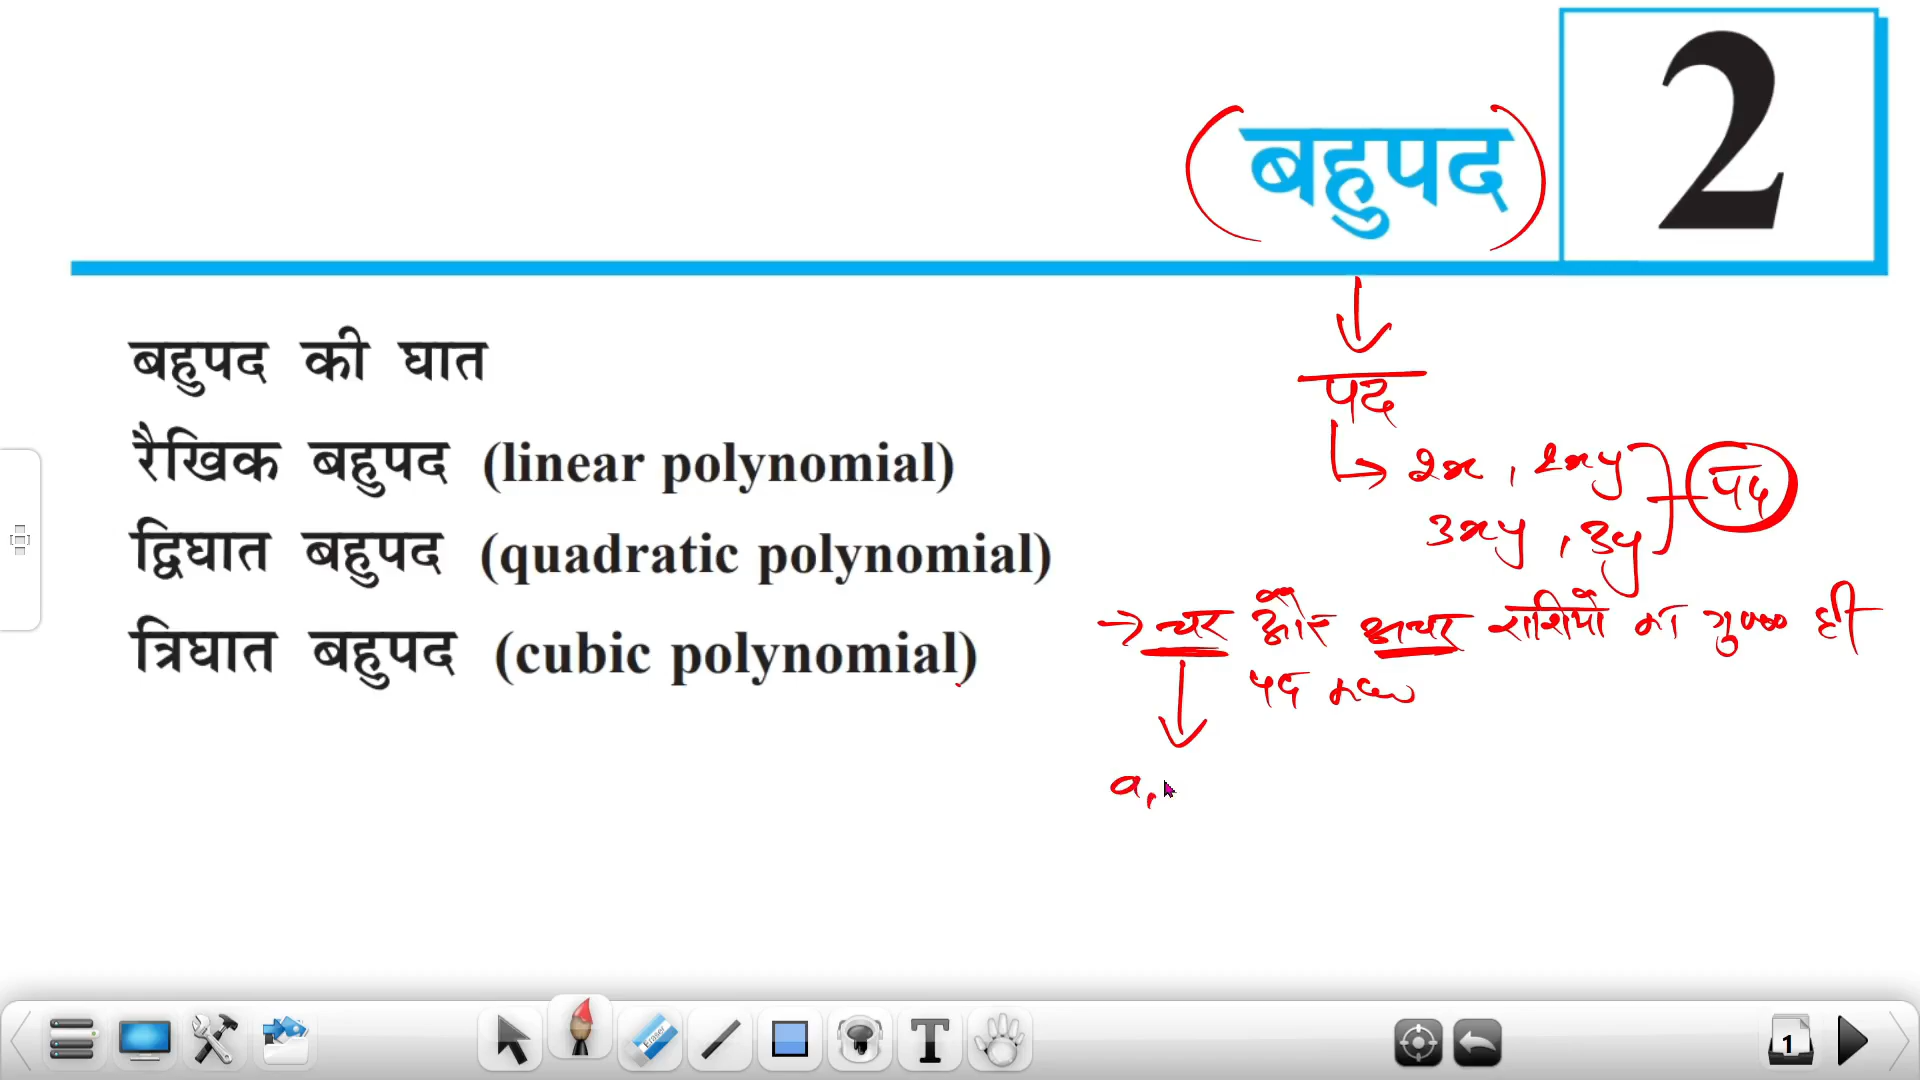 बहुपद 2
बहुपद की घात
रैखिक बहुपद (linear polynomial)
द्विघात बहुपद (quadratic polynomial)
त्रिघात बहुपद (cubic polynomial)
पद
2x , 2xy
3xy , 3y
पद
→ चर और अचर राशियों का गुणन ही
पद
a,
Eraser
T
1